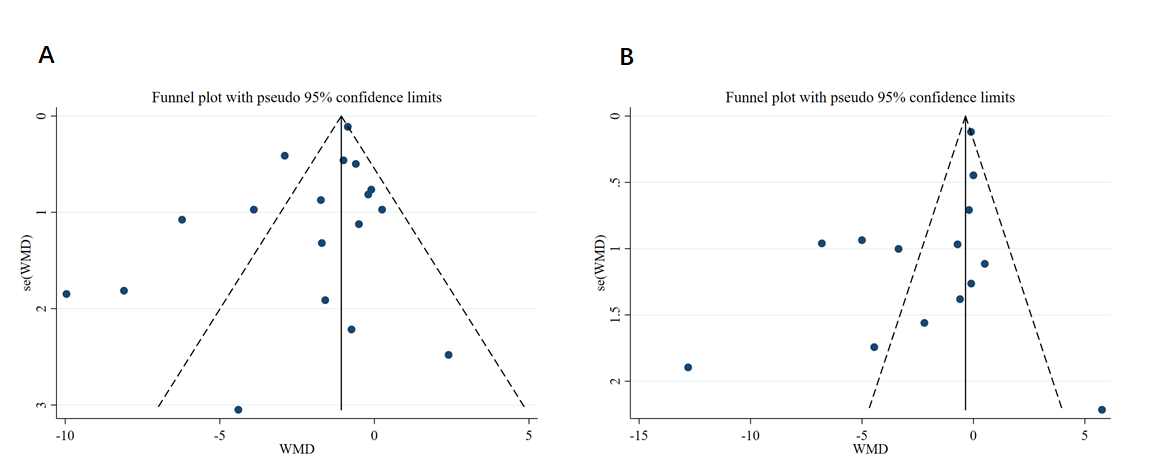 A
Funnel plot with pseudo 95% confidence limits
0
1
2
3
se(WMD)
-10
-5
0
5
WMD
B
Funnel plot with pseudo 95% confidence limits
0
.5
1
1.5
2
se(WMD)
-15
-10
-5
0
5
WMD